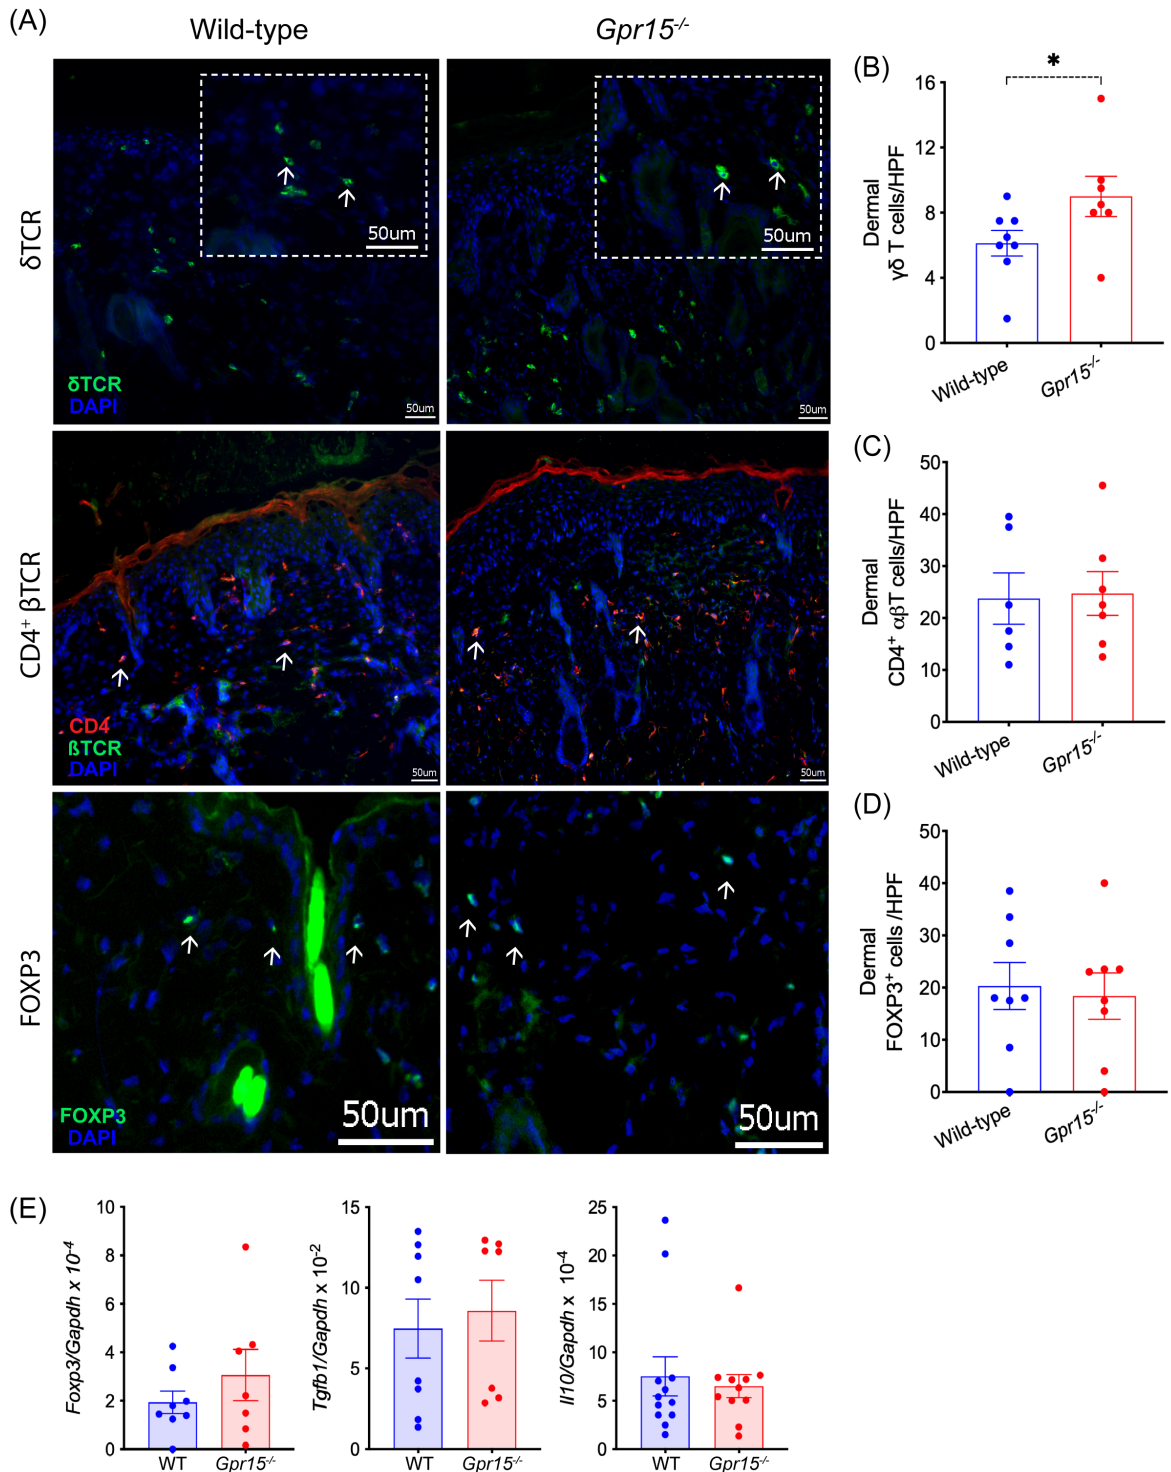 (A)
Wild-type
Gpr15-/-
δTCR
50um
δTCR
DAPI
50um
50um
50um
CD4+ βTCR
CD4
ßTCR
DAPI
50um
50um
FOXP3
FOXP3
DAPI
50um
50um
(B)
*
Dermal
γδ T cells/HPF
16
12
8
4
0
Wild-type
Gpr15-/-
(C)
Dermal
CD4+ αβT cells/HPF
50
40
30
20
10
0
Wild-type
Gpr15-/-
(D)
Dermal
FOXP3+ cells /HPF
50
40
30
20
10
0
Wild-type
Gpr15-/-
(E)
Foxp3/Gapdh x 10-4
10
8
6
4
2
0
WT
Gpr15-/-
Tgfb1/Gapdh x 10-2
15
10
5
0
WT
Gpr15-/-
Il10/Gapdh x 10-4
25
20
15
10
5
0
WT
Gpr15-/-